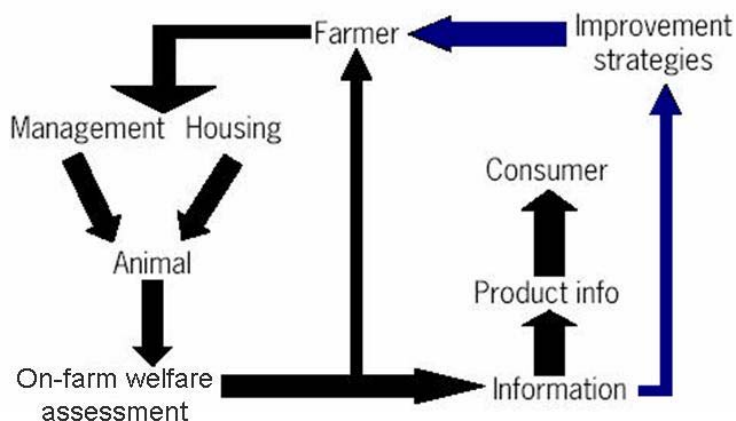 Farmer
Improvement
strategies
Management Housing
Consumer
Animal
Product info
On-farm welfare
assessment
Information